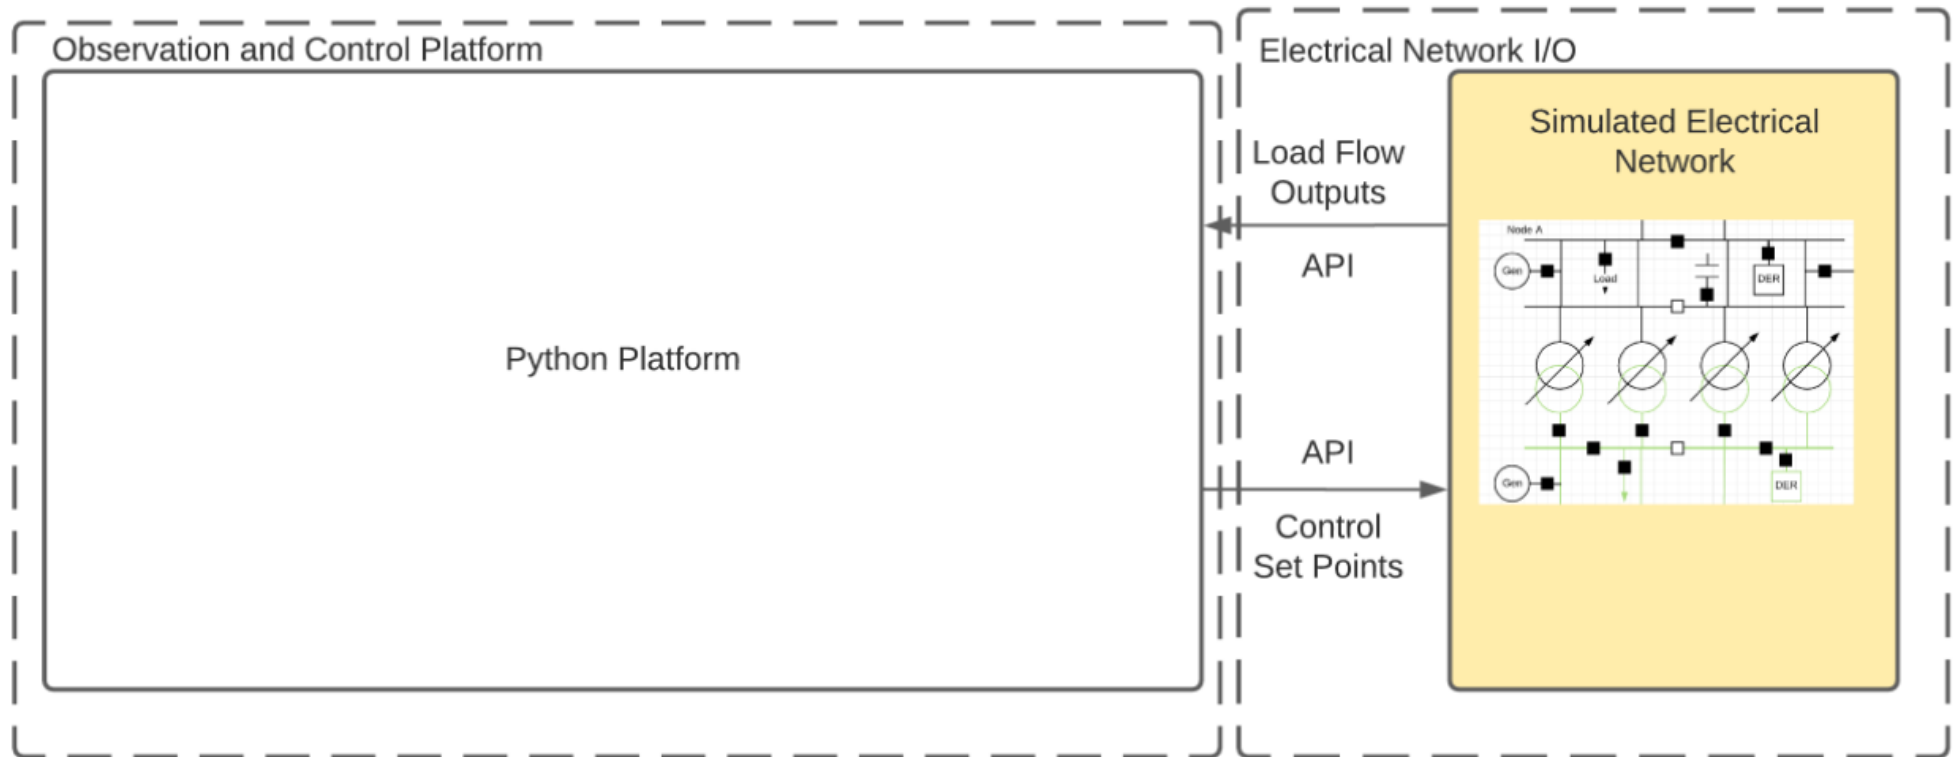 Observation and Control Platform
Python Platform
Electrical Network I/O
Load Flow
Outputs
API
API
Control
Set Points
Simulated Electrical
Network
Node A
Gen
Load
DER
Gen
DER